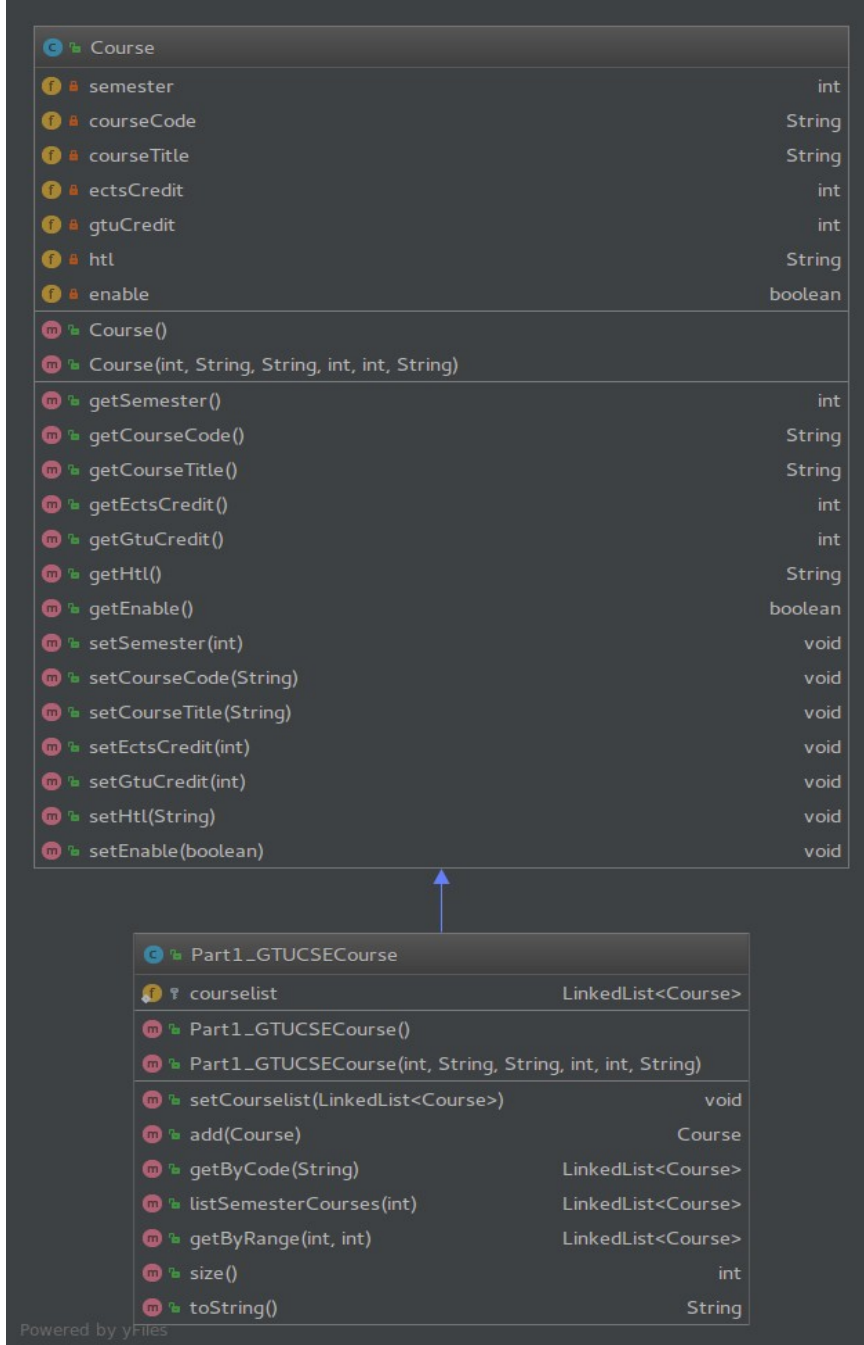 Course
semester int
courseCode String
courseTitle String
ectsCredit int
gtuCredit int
htl String
enable boolean
Course()
Course(int, String, String, int, int, String)
getSemester() int
getCourseCode() String
getCourseTitle() String
getEctsCredit() int
getGtuCredit() int
getHtl() String
getEnable() boolean
setSemester(int) void
setCourseCode(String) void
setCourseTitle(String) void
setEctsCredit(int) void
setGtuCredit(int) void
setHtl(String) void
setEnable(boolean) void
Part1_GTUCSECourse
courselist LinkedList<Course>
Part1_GTUCSECourse()
Part1_GTUCSECourse(int, String, String, int, int, String)
setCourselist(LinkedList<Course>) void
add(Course) Course
getByCode(String) LinkedList<Course>
listSemesterCourses(int) LinkedList<Course>
getByRange(int, int) LinkedList<Course>
size() int
toString() String
Powered by yFiles